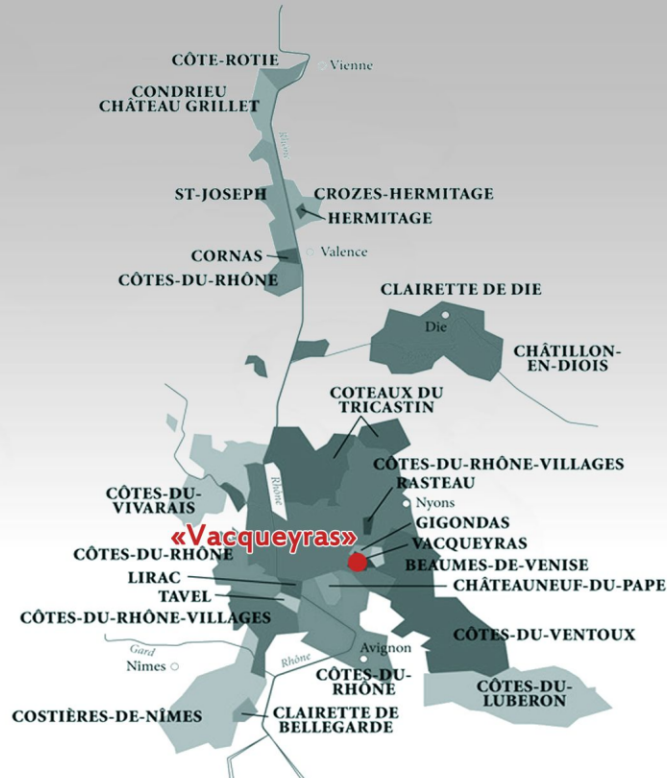 CÔTE-ROTIE
Vienne
CONDRIEU
CHÂTEAU GRILLET
Rhône
ST-JOSEPH
CROZES-HERMITAGE
HERMITAGE
CORNAS
Valence
CÔTES-DU-RHÔNE
CLAIRETTE DE DIE
Die
CHÂTILLON-
EN-DIOIS
COTEAUX DU
TRICASTIN
CÔTES-DU-RHÔNE-VILLAGES
RASTEAU
Rhône
CÔTES-DU-
VIVARAIS
Nyons
GIGONDAS
«Vacqueyras»
VACQUEYRAS
CÔTES-DU-RHÔNE
BEAUMES-DE-VENISE
LIRAC
CHÂTEAUNEUF-DU-PAPE
TAVEL
CÔTES-DU-RHÔNE-VILLAGES
CÔTES-DU-VENTOUX
Gard
Avignon
Nîmes
Rhône
CÔTES-DU-
RHÔNE
CÔTES-DU-
LUBERON
COSTIÈRES-DE-NÎMES
CLAIRETTE DE
BELLEGARDE